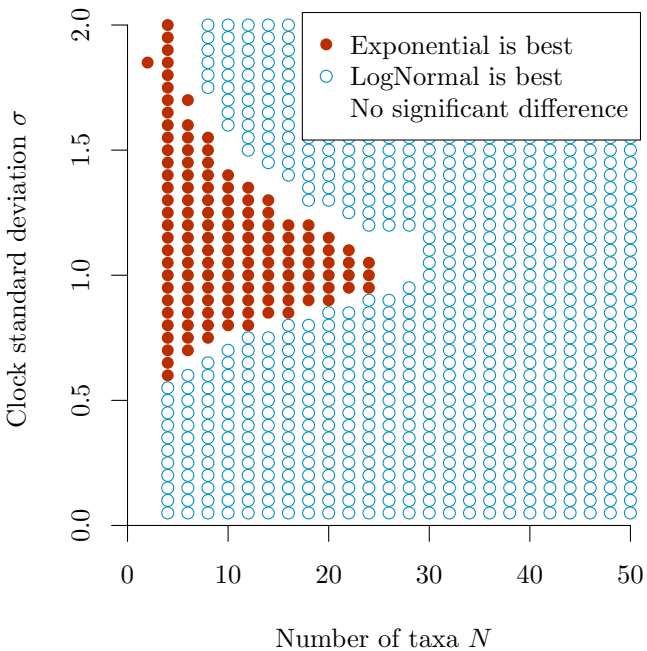 Exponential is best
LogNormal is best
No significant difference
Clock standard deviation σ
2.0
1.5
1.0
0.5
0.0
0 10 20 30 40 50
Number of taxa N